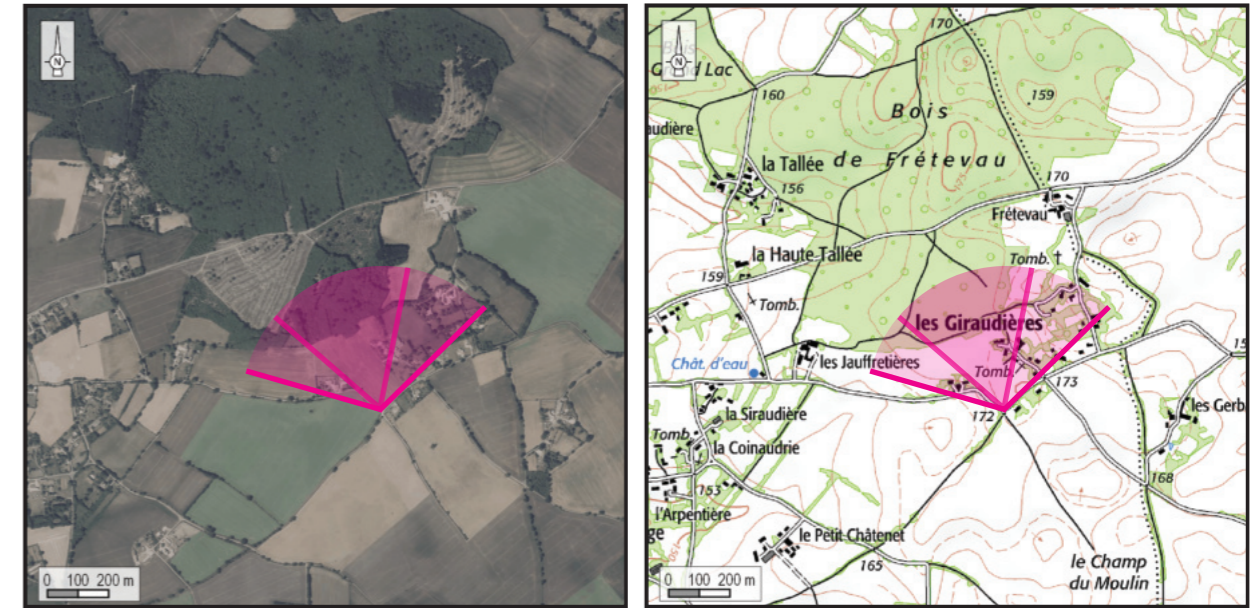 N
0 100 200 m
N
170
Grand Lac
160
159
Bois
de Frétevau
audière
la Tallée
156
175
170
Frétevau
la Haute Tallée
Tomb. †
159
Tomb.
les Giraudières
Chât. d'eau
les Jauffretières
Tomb.
173
172
la Siraudière
les Gerb
Tomb.
la Coinaudrie
153
168
l'Arpentière
ge
le Petit Châtenet
165
le Champ
du Moulin
0 100 200 m